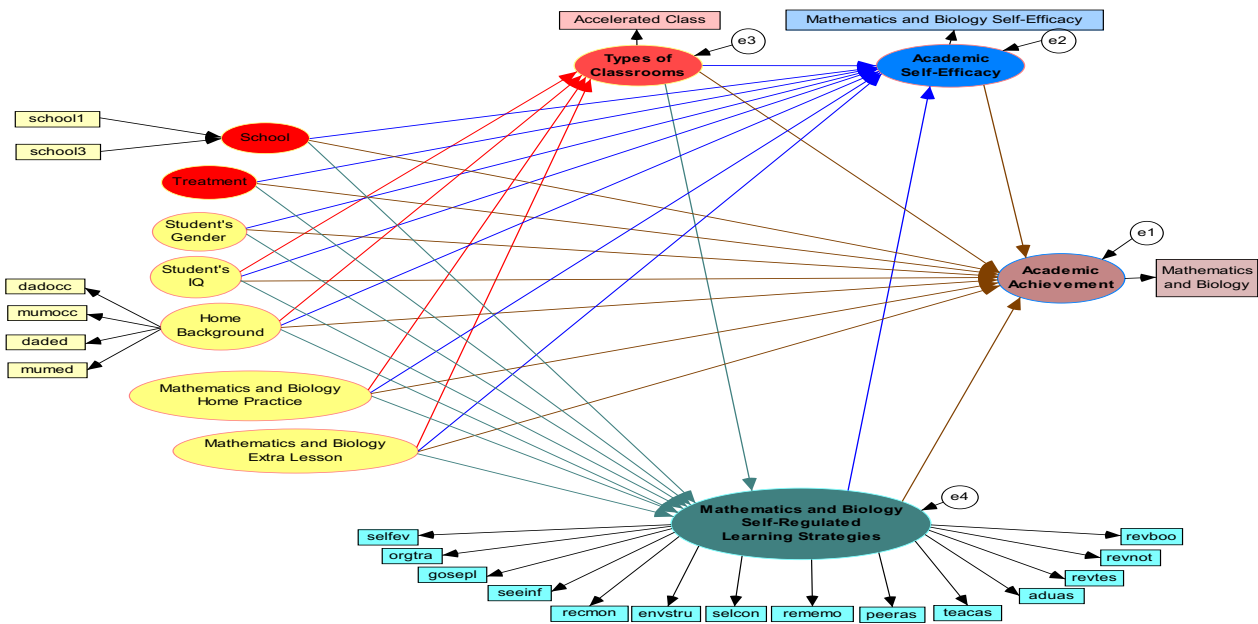 Accelerated Class
Mathematics and Biology Self-Efficacy
e3
e2
Types of
Classrooms
Academic
Self-Efficacy
school1
school3
School
Treatment
Student's
Gender
Student's
IQ
e1
Academic
Achievement
Mathematics
and Biology
dadocc
mumocc
daded
mumed
Home
Background
Mathematics and Biology
Home Practice
Mathematics and Biology
Extra Lesson
e4
Mathematics and Biology
Self-Regulated
Learning Strategies
selfev
orgtra
gosepl
seeinf
recmon
envstru
selcon
rememo
peeras
teacas
aduas
revtes
revnot
revboo